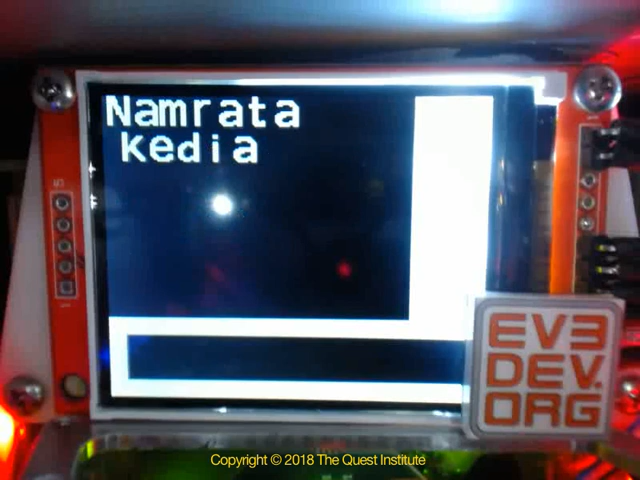 Namrata
kedia
EV3
DEV.
ORG
Copyright © 2018 The Quest Institute